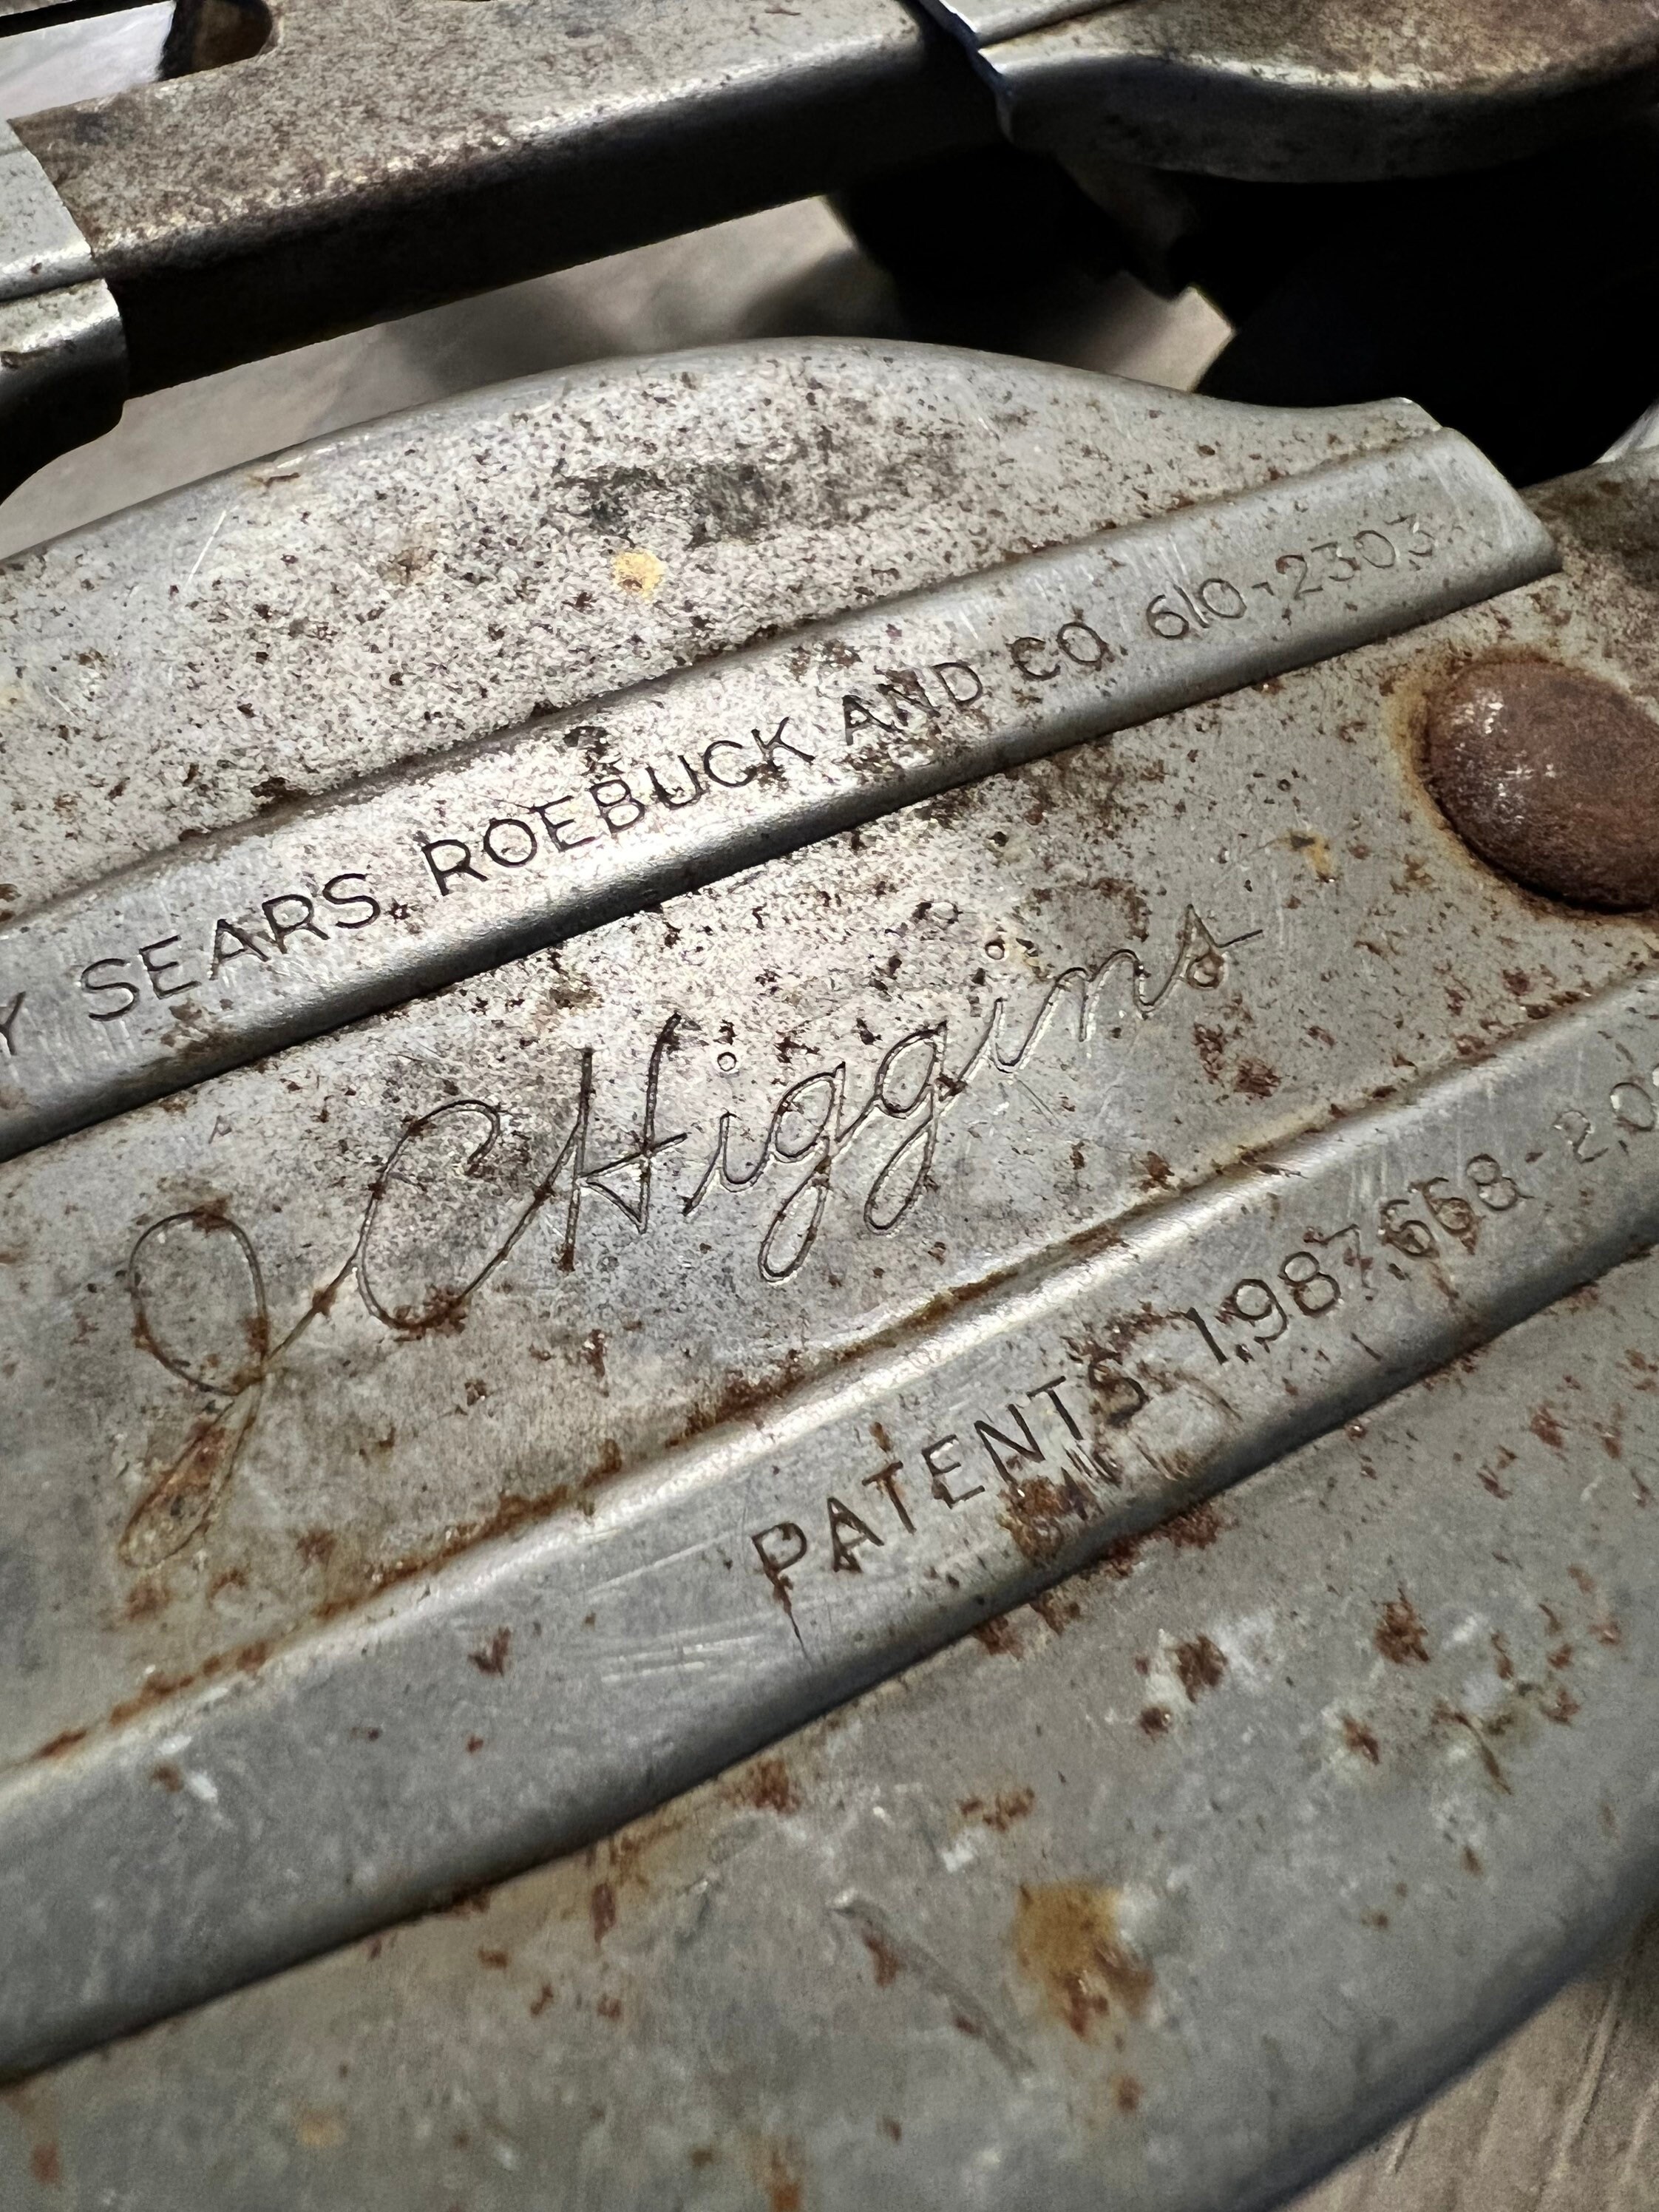 SEARS, ROEBUCK AND CO. 610-2303
J C Higgins
PATENTS 1,987,668-2,0